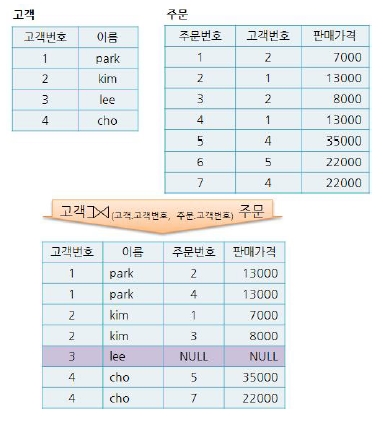 고객
고객번호 이름
1 park
2 kim
3 lee
4 cho
주문
주문번호 고객번호 판매가격
1 2 7000
2 1 13000
3 2 8000
4 1 13000
5 4 35000
6 5 22000
7 4 22000
고객⟕(고객.고객번호, 주문.고객번호) 주문
고객번호 이름 주문번호 판매가격
1 park 2 13000
1 park 4 13000
2 kim 1 7000
2 kim 3 8000
3 lee NULL NULL
4 cho 5 35000
4 cho 7 22000